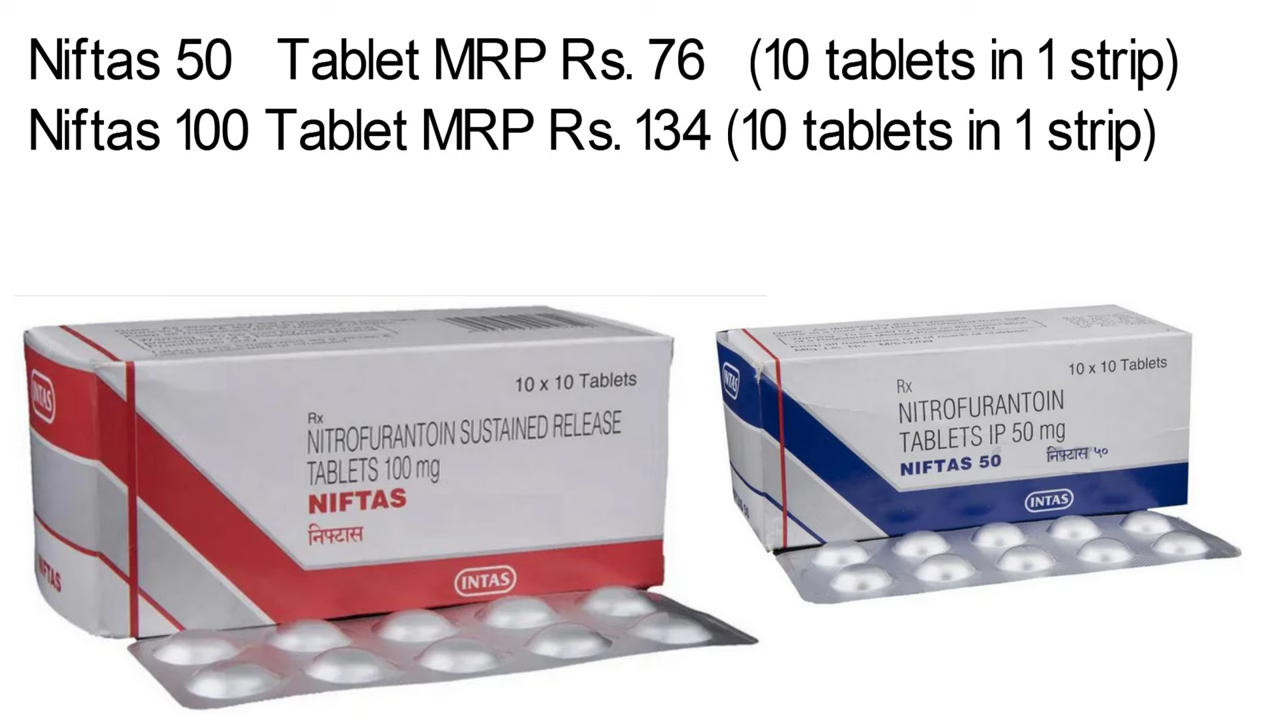 Niftas 50 Tablet MRP Rs. 76 (10 tablets in 1 strip)
Niftas 100 Tablet MRP Rs. 134 (10 tablets in 1 strip)
INTAS
10 x 10 Tablets
Rx
NITROFURANTOIN SUSTAINED RELEASE
TABLETS 100 mg
NIFTAS
निफ्टास
INTAS
NIFTAS
INTAS
10 x 10 Tablets
Rx
NITROFURANTOIN
TABLETS IP 50 mg
NIFTAS 50 निफ़्टास ५०
INTAS